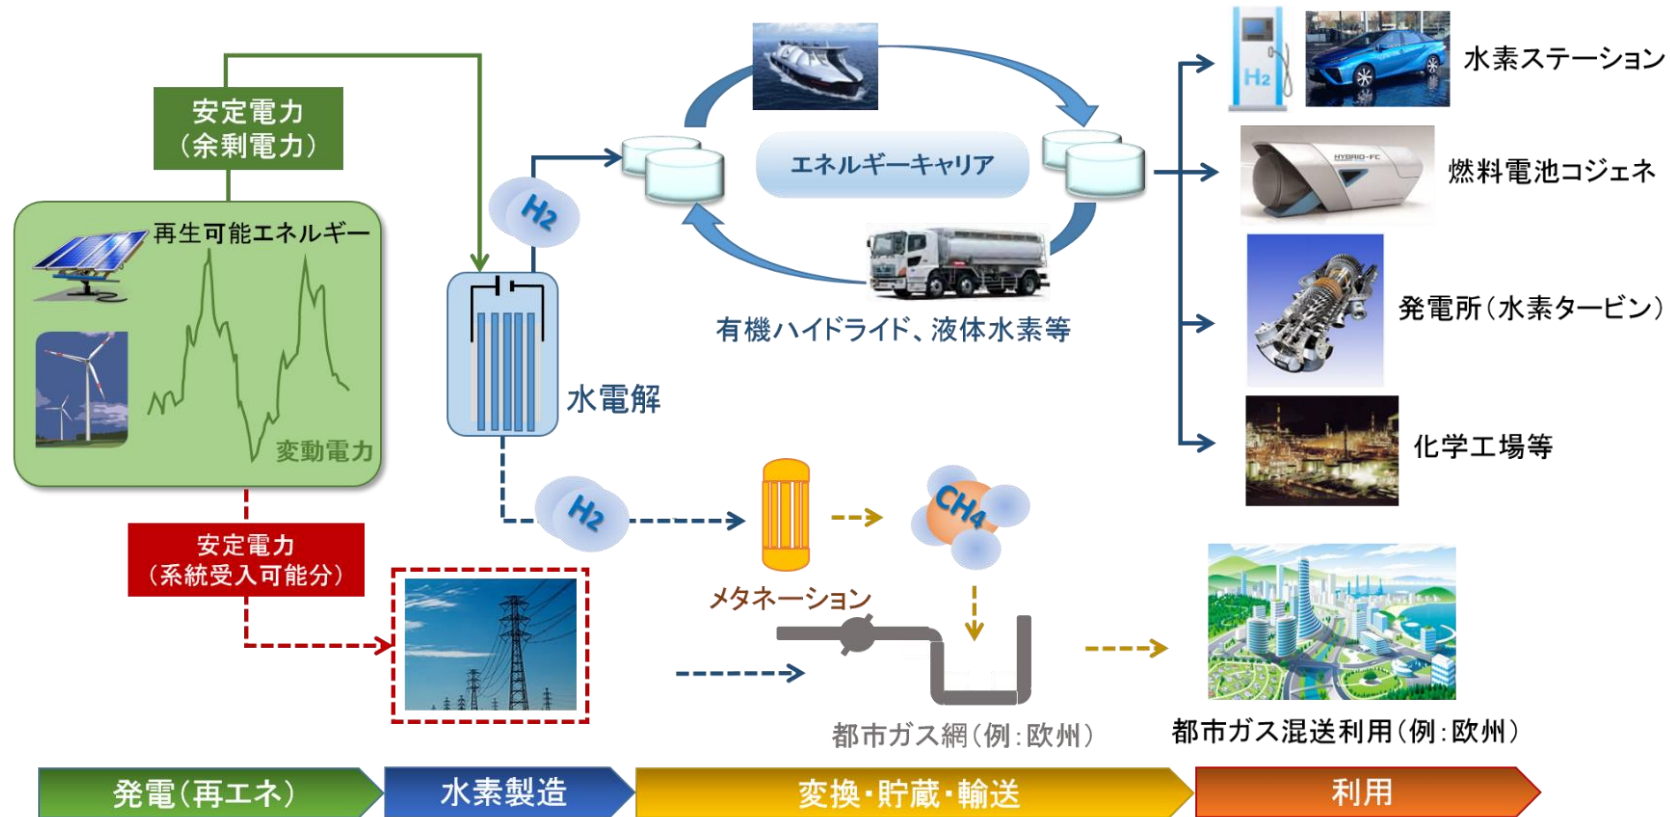 安定電力
(余剰電力)
再生可能エネルギー
変動電力
安定電力
(系統受入可能分)
H2
水電解
H2
エネルギーキャリア
有機ハイドライド、液体水素等
メタネーション
CH4
都市ガス網(例:欧州)
H2
水素ステーション
HYBRID-FC
燃料電池コジェネ
発電所(水素タービン)
化学工場等
都市ガス混送利用(例:欧州)
発電(再エネ)
水素製造
変換・貯蔵・輸送
利用